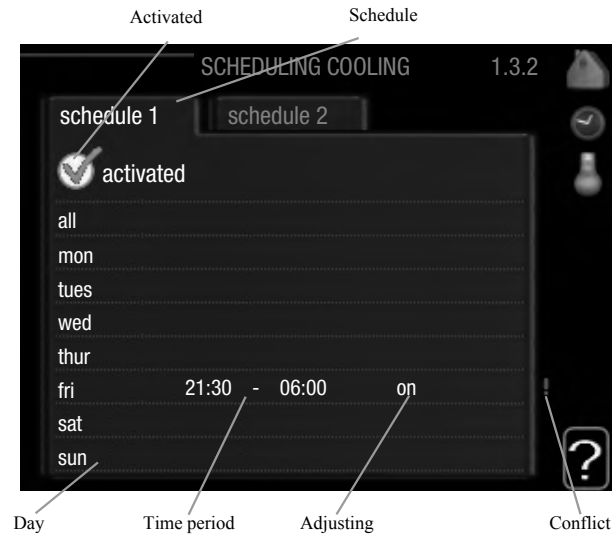 Activated Schedule
SCHEDULING COOLING 1.3.2
schedule 1 schedule 2
activated
all
mon
tues
wed
thur
fri 21:30 - 06:00 on !
sat
sun
?
Day Time period Adjusting Conflict